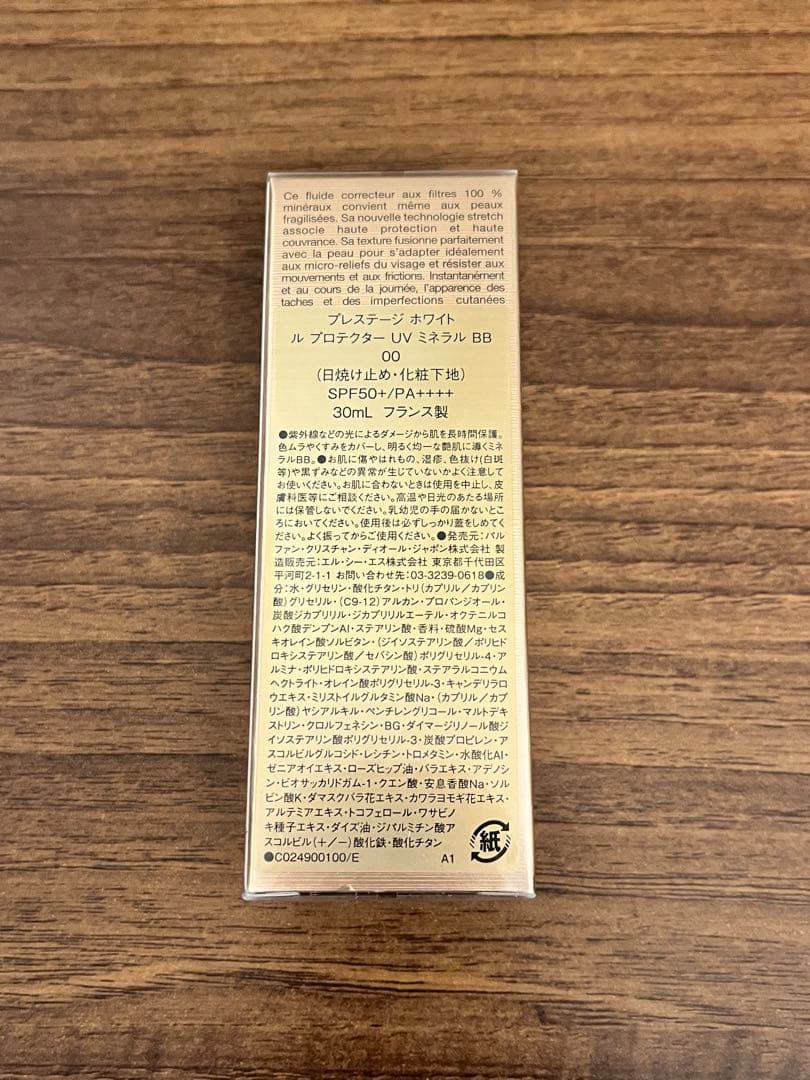 Ce fluide correcteur aux filtres 100 %
minéraux convient même aux peaux
fragilisées. Sa nouvelle technologie stretch
associe haute protection et haute
couvrance. Sa texture fusionne parfaitement
avec la peau pour s'adapter idéalement
aux micro-reliefs du visage et résister aux
mouvements et aux frictions. Instantanément
et au cours de la journée, l'apparence des
taches et des imperfections cutanées
プレステージ ホワイト
ル プロテクター UV ミネラル BB
00
(日焼け止め・化粧下地)
SPF50+/PA++++
30mL フランス製
●紫外線などの光によるダメージから肌を長時間保護。
色ムラやくすみをカバーし、明るく均一な艶肌に導くミネ
ラルBB。●お肌に傷やはれもの、湿疹、色抜け(白斑
等)や黒ずみなどの異常が生じていないかよく注意して
お使いください。お肌に合わないときは使用を中止し、皮
膚科医等にご相談ください。高温や日光のあたる場所
には保管しないでください。乳幼児の手の届かないとこ
ろにおいてください。使用後は必ずしっかり蓋をしめてく
ださい。よく振ってからご使用ください。●発売元:パル
ファン・クリスチャン・ディオール・ジャポン株式会社 製
造販売元:エル・シー・エス株式会社 東京都千代田区
平河町2-1-1 お問い合わせ先:03-3239-0618●成
分:水・グリセリン・酸化チタン・トリ(カプリル/カプリン
酸)グリセリル・(C9-12)アルカン・プロパンジオール・
炭酸ジカプリリル・ジカプリリルエーテル・オクテニルコ
ハク酸デンプンAl・ステアリン酸・香料・硫酸Mg・セス
キオレイン酸ソルビタン・(ジイソステアリン酸/ポリヒド
ロキシステアリン酸/セバシン酸)ポリグリセリル-4・ア
ルミナ・ポリヒドロキシステアリン酸・ステアラルコニウム
ヘクトライト・オレイン酸ポリグリセリル-3・キャンデリラロ
ウエキス・ミリストイルグルタミン酸Na・(カプリル/カプ
リン酸)ヤシアルキル・ペンチレングリコール・マルトデキ
ストリン・クロルフェネシン・BG・ダイマージリノール酸ジ
イソステアリン酸ポリグリセリル-3・炭酸プロピレン・ア
スコルビルグルコシド・レシチン・トロメタミン・水酸化Al・
ゼニアオイエキス・ローズヒップ油・バラエキス・アデノシ
ン・ビオサッカリドガム-1・クエン酸・安息香酸Na・ソル
ビン酸K・ダマスクバラ花エキス・カワラヨモギ花エキス・
アルテミアエキス・トコフェロール・ワサビノ
キ種子エキス・ダイズ油・ジパルミチン酸ア
スコルビル(+/-)酸化鉄・酸化チタン
●C024900100/E A1
紙